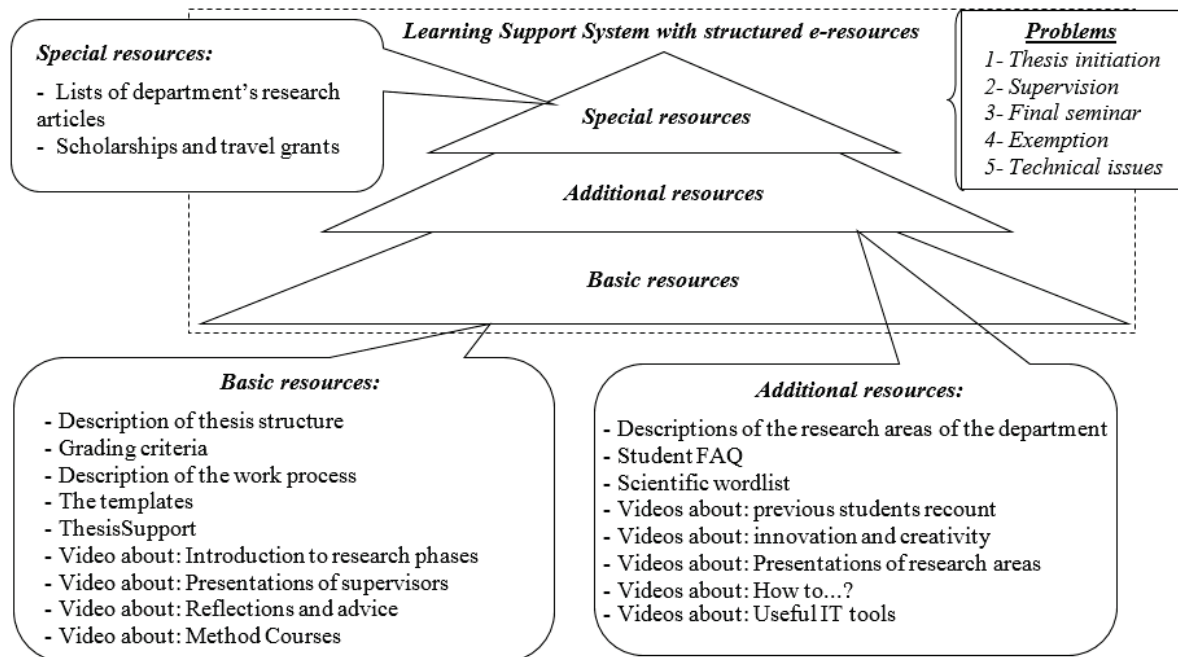 Learning Support System with structured e-resources
Special resources:
- Lists of department's research
articles
- Scholarships and travel grants
Problems
1- Thesis initiation
2- Supervision
3- Final seminar
4- Exemption
5- Technical issues
Special resources
Additional resources
Basic resources
Basic resources:
- Description of thesis structure
- Grading criteria
- Description of the work process
- The templates
- ThesisSupport
- Video about: Introduction to research phases
- Video about: Presentations of supervisors
- Video about: Reflections and advice
- Video about: Method Courses
Additional resources:
- Descriptions of the research areas of the department
- Student FAQ
- Scientific wordlist
- Videos about: previous students recount
- Videos about: innovation and creativity
- Videos about: Presentations of research areas
- Videos about: How to...?
- Videos about: Useful IT tools